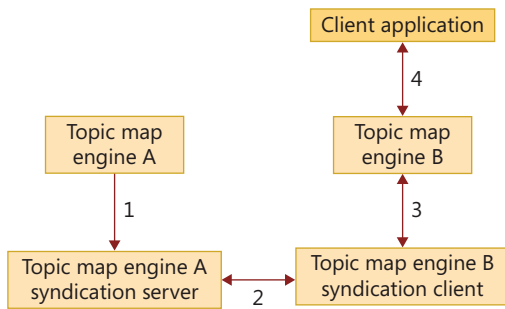 Client application
4
Topic map
engine A
Topic map
engine B
1
3
Topic map engine A
syndication server
2
Topic map engine B
syndication client